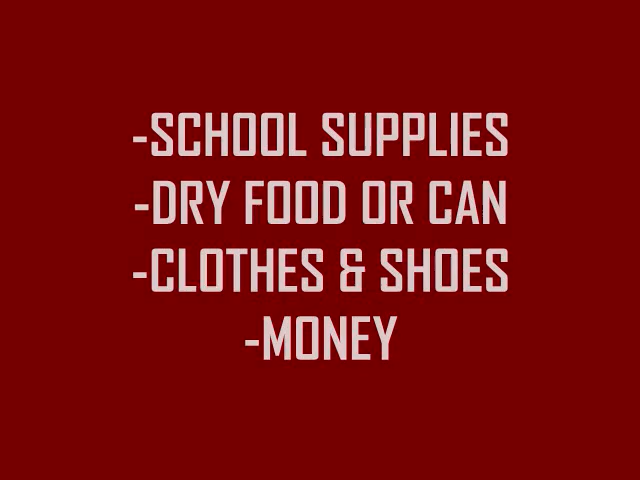 -SCHOOL SUPPLIES
-DRY FOOD OR CAN
-CLOTHES & SHOES
-MONEY